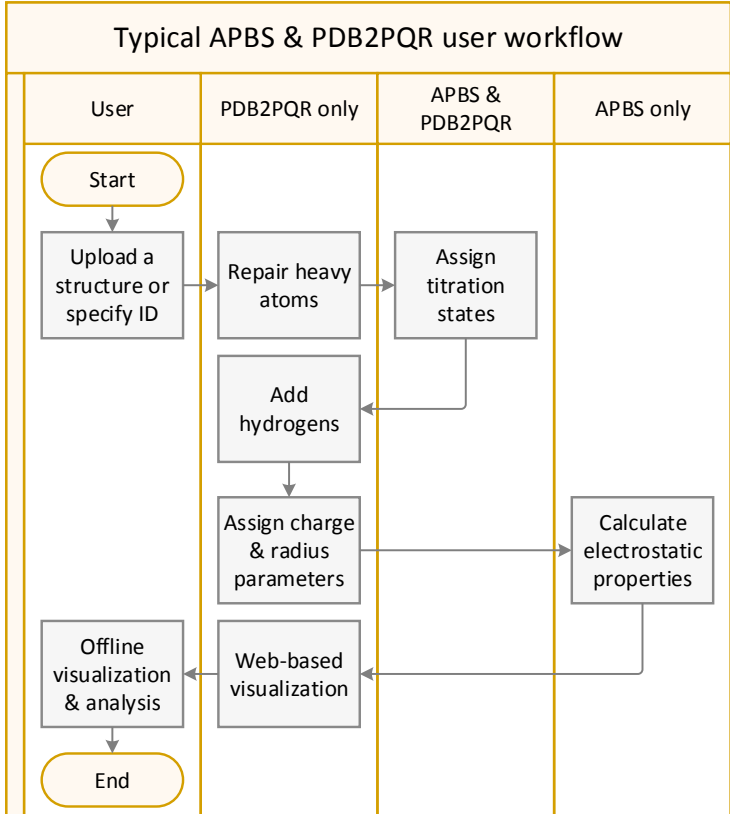 Typical APBS & PDB2PQR user workflow
User
PDB2PQR only
APBS &
PDB2PQR
APBS only
Start
Upload a
structure or
specify ID
Repair heavy
atoms
Assign
titration
states
Add
hydrogens
Assign charge
& radius
parameters
Calculate
electrostatic
properties
Web-based
visualization
Offline
visualization
& analysis
End